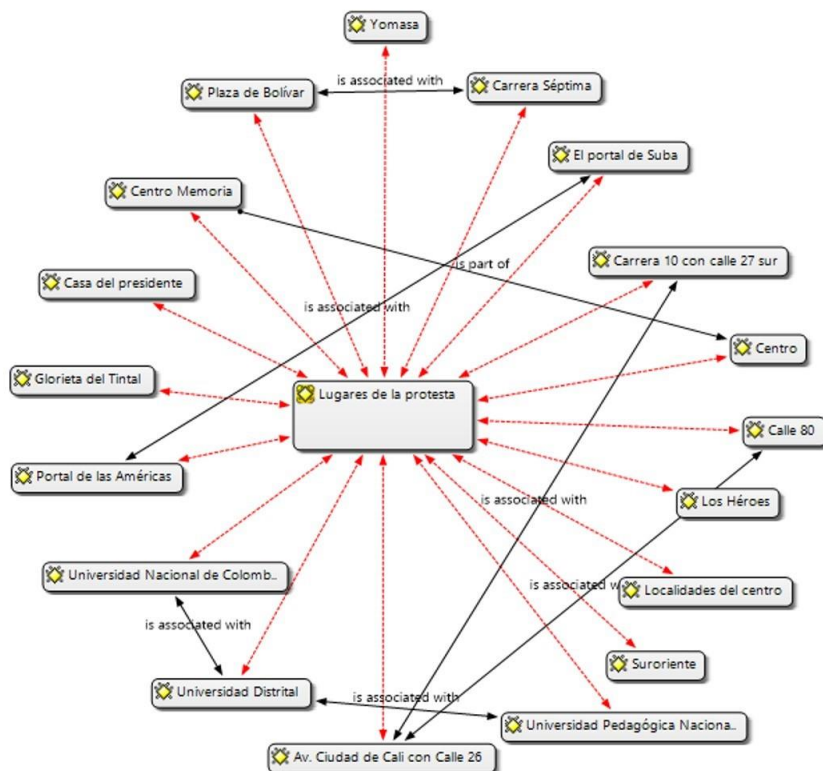 Yomasa
is associated with
Plaza de Bolívar
Carrera Séptima
El portal de Suba
Centro Memoria
is part of
Carrera 10 con calle 27 sur
Casa del presidente
is associated with
Centro
Glorieta del Tintal
Lugares de la protesta
Calle 80
Portal de las Américas
is associated with
Los Héroes
Universidad Nacional de Colomb..
is associated w
Localidades del centro
is associated with
Suroriente
Universidad Distrital
is associated with
Universidad Pedagógica Naciona..
Av. Ciudad de Cali con Calle 26